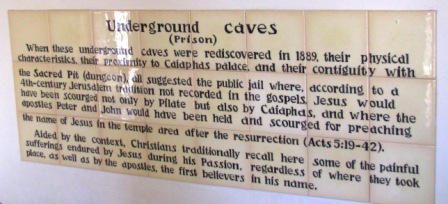 Underground caves
(Prison)
When these underground caves were rediscovered in 1889, their physical
characteristics, their proximity to Caiaphas palace, and their contiguity with
the Sacred Pit (dungeon), all suggested the public jail where, according to a
4th-century Jerusalem tradition not recorded in the gospels, Jesus would
have been scourged not only by Pilate but also by Caiaphas, and where the
apostles Peter and John would have been held and scourged for preaching
the name of Jesus in the temple area after the resurrection (Acts 5:19-42).
Aided by the context, Christians traditionally recall here some of the painful
sufferings endured by Jesus during his Passion, regardless of where they took
place, as well as by the apostles, the first believers in his name.